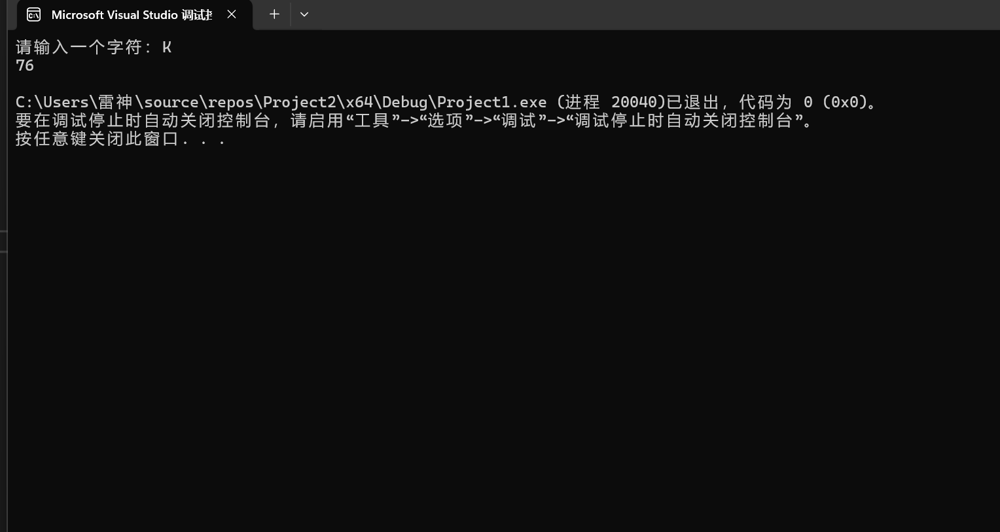 Microsoft Visual Studio 调试
请输入一个字符: K
76
C:\Users\雷神\source\repos\Project2\x64\Debug\Project1.exe (进程 20040)已退出，代码为 0 (0x0)。
要在调试停止时自动关闭控制台，请启用“工具”->“选项”->“调试”->“调试停止时自动关闭控制台”。
按任意键关闭此窗口. . .